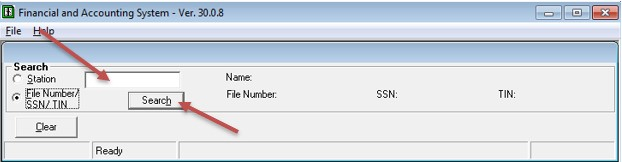 Financial and Accounting System - Ver. 30.0.8
File Help
Search
Station
Name:
File Number/
SSN/ TIN
Search
File Number:
SSN:
TIN:
Clear
Ready